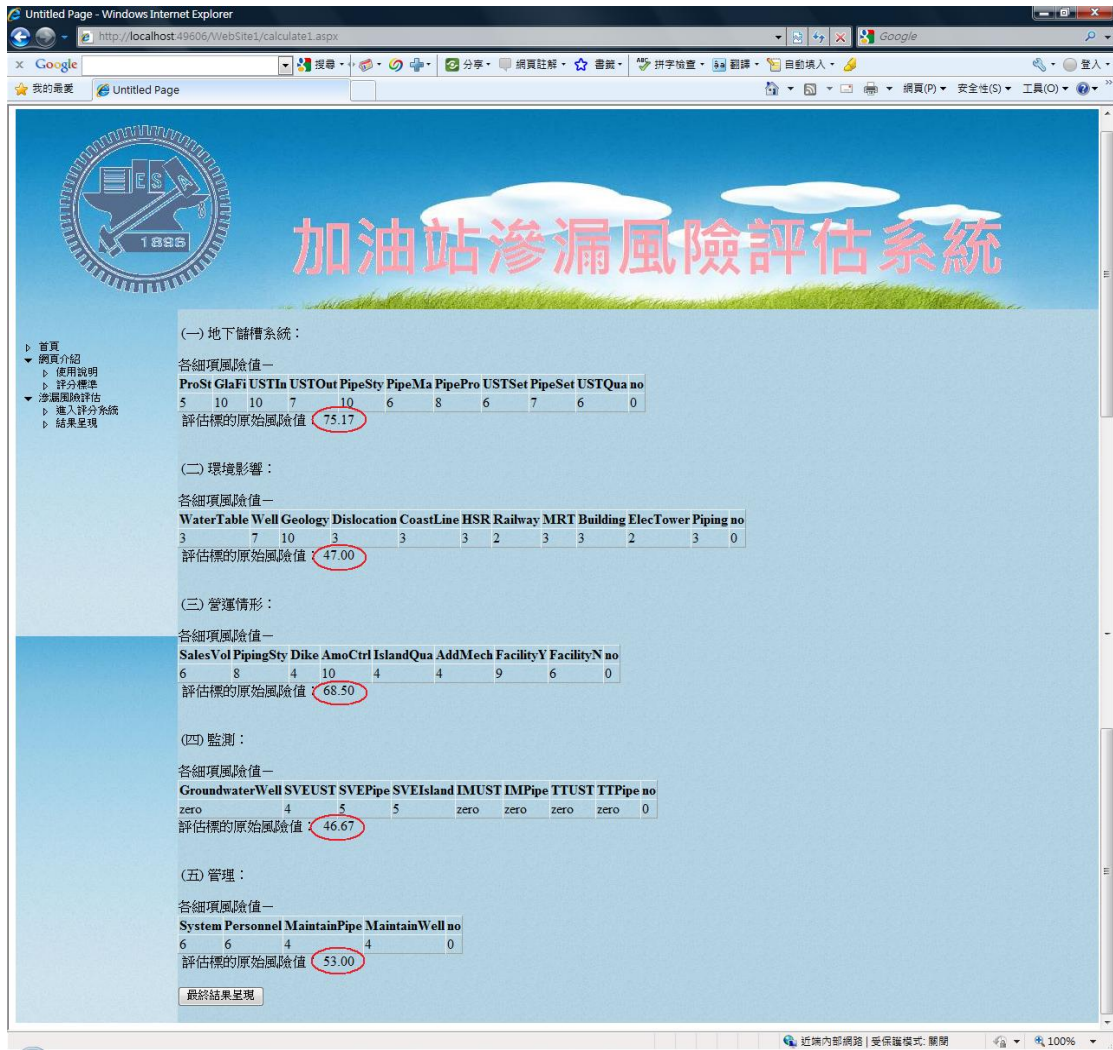 Untitled Page - Windows Internet Explorer
http://localhost:49606/WebSite1/calculate1.aspx
Google
x Google 搜尋 分享 網頁註解 書籤 拼字檢查 翻譯 自動填入 登入
我的最愛 Untitled Page 網頁(P) 安全性(S) 工具(O)
ESA
1896
加油站滲漏風險評估系統
首頁
網頁介紹
使用說明
評分標準
滲漏風險評估
進入評分系統
結果呈現
(一) 地下儲槽系統：
各細項風險值－
ProSt GlaFi USTIn USTOut PipeSty PipeMa PipePro USTSet PipeSet USTQua no
5 10 10 7 10 6 8 6 7 6 0
評估標的原始風險值：75.17
(二) 環境影響：
各細項風險值－
WaterTable Well Geology Dislocation CoastLine HSR Railway MRT Building ElecTower Piping no
3 7 10 3 3 3 2 3 3 2 3 0
評估標的原始風險值：47.00
(三) 營運情形：
各細項風險值－
SalesVol PipingSty Dike AmoCtrl IslandQua AddMech FacilityY FacilityN no
6 8 4 10 4 4 9 6 0
評估標的原始風險值：68.50
(四) 監測：
各細項風險值－
GroundwaterWell SVEUST SVEPipe SVEIsland IMUST IMPipe TTUST TTPipe no
zero 4 5 5 zero zero zero zero 0
評估標的原始風險值：46.67
(五) 管理：
各細項風險值－
System Personnel MaintainPipe MaintainWell no
6 6 4 4 0
評估標的原始風險值：53.00
最終結果呈現
近端內部網路 | 受保護模式: 關閉 100%